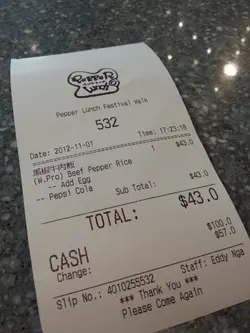 PEPPER
Lunch
Pepper Lunch Festival Walk
532
Date: 2012-11-01 Time: 17:23:19
黑椒牛肉飯 $43.0
(W.Pro) Beef Pepper Rice
-- Add Egg
-- Pepsi Cola 1
Sub Total: $43.0
TOTAL: $43.0
CASH $100.0
Change: $57.0
Slip No.: 4010255532 Staff: Eddy Nga
*** Thank You ***
Please Come Again